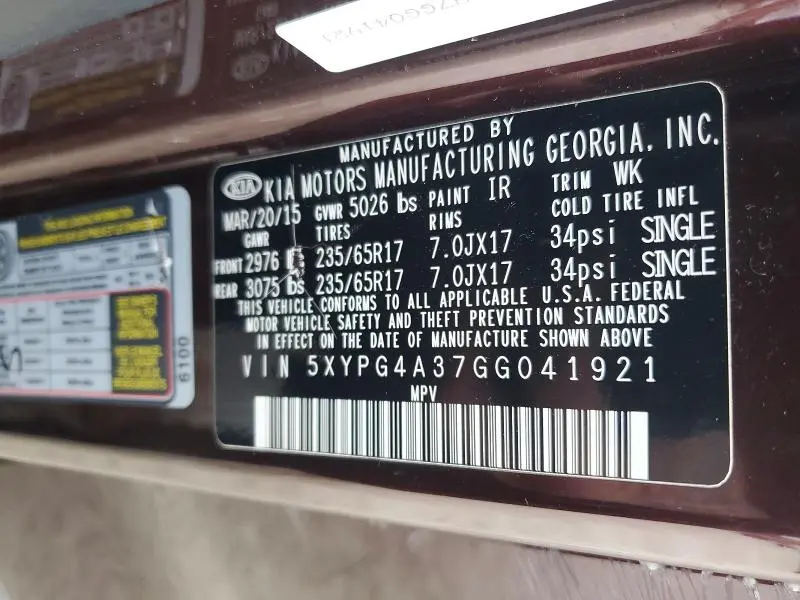 MANUFACTURED BY
KIA KIA MOTORS MANUFACTURING GEORGIA, INC.
MAR/20/15 GVWR 5026 lbs PAINT IR TRIM WK
GAWR TIRES RIMS COLD TIRE INFL
FRONT 2976 235/65R17 7.0JX17 34psi SINGLE
REAR 3075 lbs 235/65R17 7.0JX17 34psi SINGLE
THIS VEHICLE CONFORMS TO ALL APPLICABLE U.S.A. FEDERAL
MOTOR VEHICLE SAFETY AND THEFT PREVENTION STANDARDS
IN EFFECT ON THE DATE OF MANUFACTURE SHOWN ABOVE
VIN 5XYPG4A37GG041921
MPV
6100